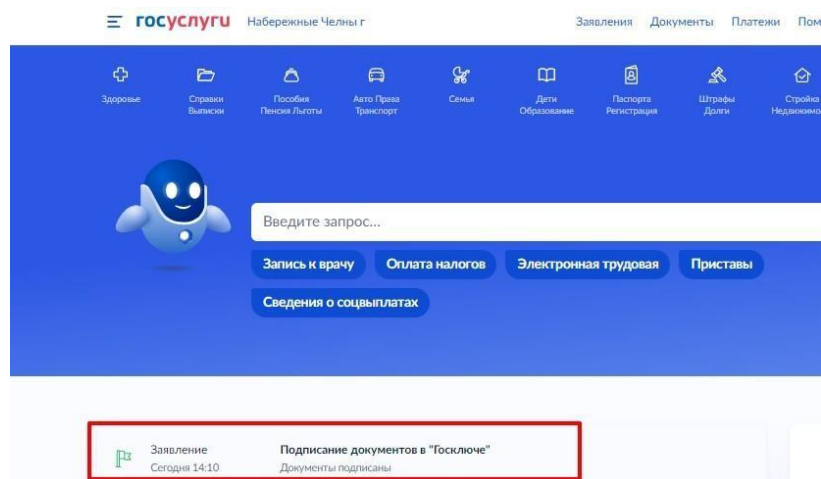 госуслуги Набережные Челны г Заявления Документы Платежи Пом
Здоровье Справки Пособия Авто Права Семья Дети Паспорта Штрафы Стройка
Выписки Пенсия Льготы Транспорт Образование Регистрация Долги Недвижимо
Введите запрос...
Запись к врачу Оплата налогов Электронная трудовая Приставы
Сведения о соцвыплатах
Заявление Подписание документов в "Госключе"
Сегодня 14:10 Документы подписаны